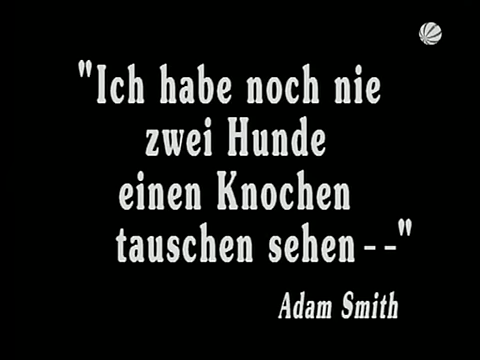 "Ich habe noch nie
zwei Hunde
einen Knochen
tauschen sehen--"
Adam Smith